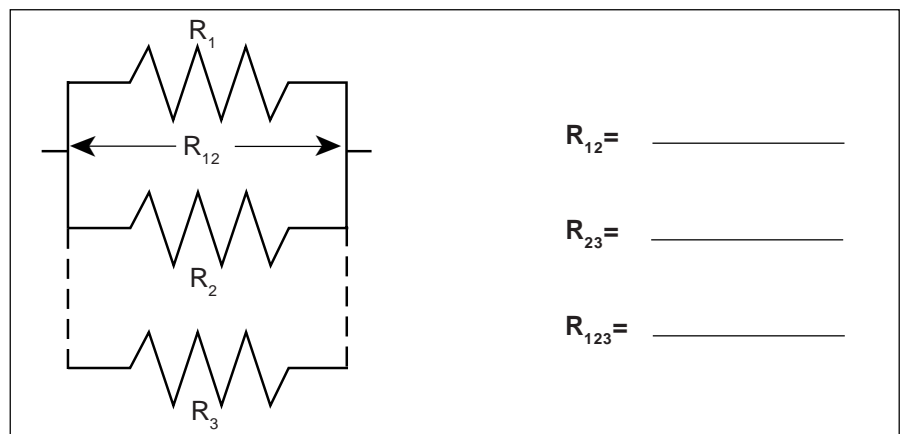 R₁
R₁₂
R₂
R₃
R₁₂=
R₂₃=
R₁₂₃=